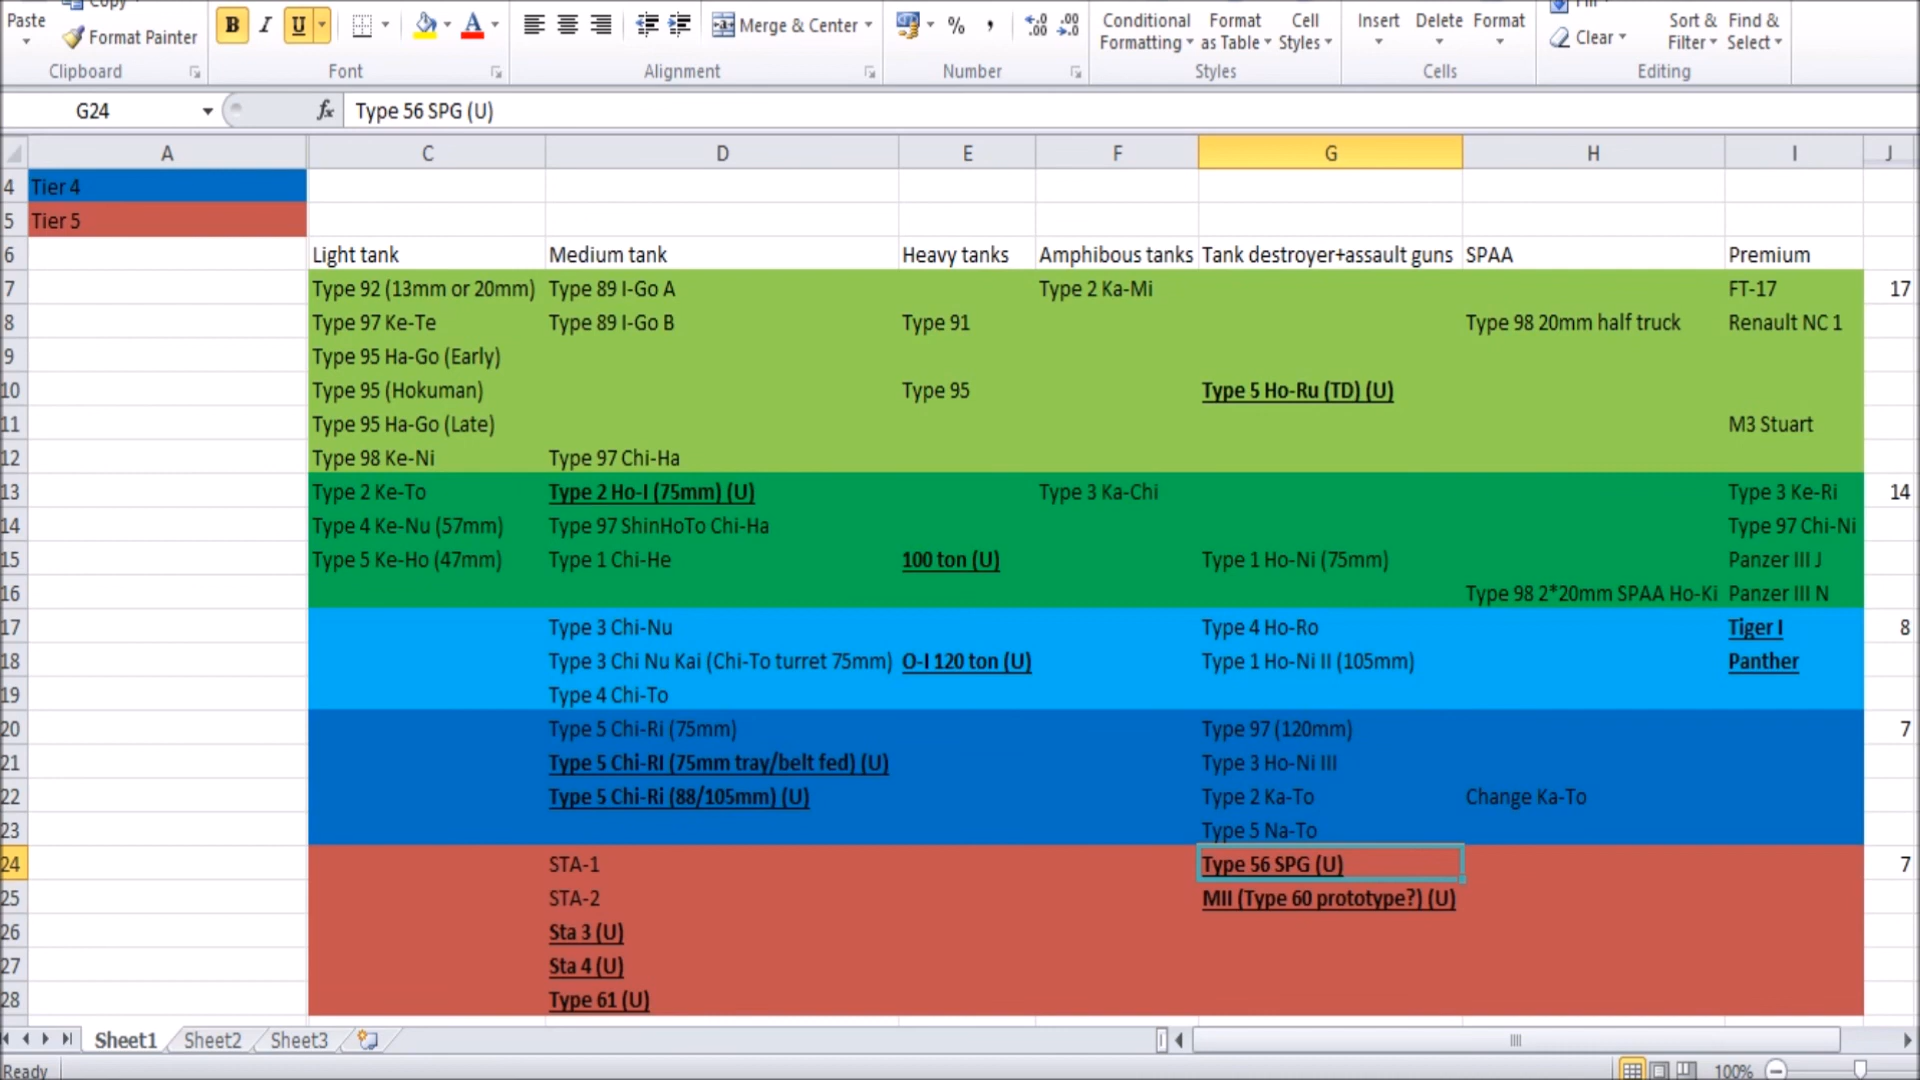 Paste Copy
Format Painter
B I U
Merge & Center
% ,
Conditional Formatting
Format as Table
Cell Styles
Insert Delete Format
Clear
Sort & Filter
Find & Select
Clipboard Font Alignment Number Styles Cells Editing
G24 fx Type 56 SPG (U)
A C D E F G H I J
4 Tier 4
5 Tier 5
6 Light tank Medium tank Heavy tanks Amphibous tanks Tank destroyer+assault guns SPAA Premium
7 Type 92 (13mm or 20mm) Type 89 I-Go A Type 2 Ka-Mi FT-17 17
8 Type 97 Ke-Te Type 89 I-Go B Type 91 Type 98 20mm half truck Renault NC 1
9 Type 95 Ha-Go (Early)
10 Type 95 (Hokuman) Type 95 Type 5 Ho-Ru (TD) (U)
11 Type 95 Ha-Go (Late) M3 Stuart
12 Type 98 Ke-Ni Type 97 Chi-Ha
13 Type 2 Ke-To Type 2 Ho-I (75mm) (U) Type 3 Ka-Chi Type 3 Ke-Ri 14
14 Type 4 Ke-Nu (57mm) Type 97 ShinHoTo Chi-Ha Type 97 Chi-Ni
15 Type 5 Ke-Ho (47mm) Type 1 Chi-He 100 ton (U) Type 1 Ho-Ni (75mm) Panzer III J
16 Type 98 2*20mm SPAA Ho-Ki Panzer III N
17 Type 3 Chi-Nu Type 4 Ho-Ro Tiger I 8
18 Type 3 Chi Nu Kai (Chi-To turret 75mm) O-I 120 ton (U) Type 1 Ho-Ni II (105mm) Panther
19 Type 4 Chi-To
20 Type 5 Chi-Ri (75mm) Type 97 (120mm) 7
21 Type 5 Chi-RI (75mm tray/belt fed) (U) Type 3 Ho-Ni III
22 Type 5 Chi-Ri (88/105mm) (U) Type 2 Ka-To Change Ka-To
23 Type 5 Na-To
24 STA-1 Type 56 SPG (U) 7
25 STA-2 MII (Type 60 prototype?) (U)
26 Sta 3 (U)
27 Sta 4 (U)
28 Type 61 (U)
Sheet1 Sheet2 Sheet3
Ready 100%